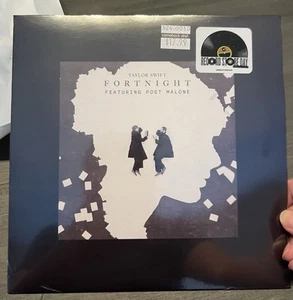 TAYLOR SWIFT
FORTNIGHT
FEATURING POST MALONE
RECORD STORE DAY